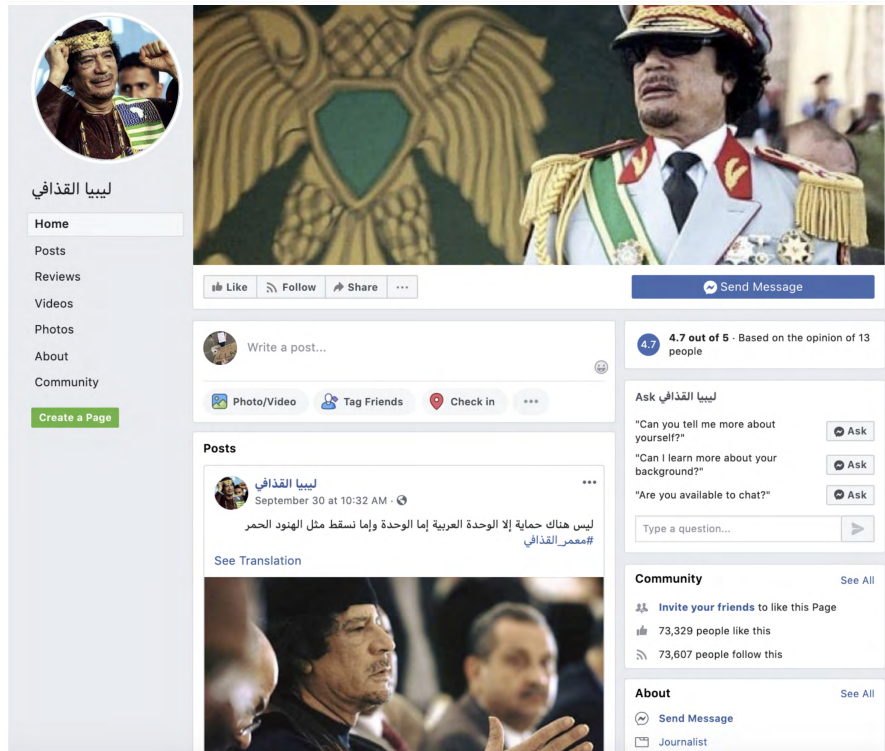 ليبيا القذافي
Home
Posts
Reviews
Videos
Photos
About
Community
Create a Page
Like
Follow
Share
Send Message
Write a post...
Photo/Video
Tag Friends
Check in
Posts
ليبيا القذافي
September 30 at 10:32 AM ·
ليس هناك حماية إلا الوحدة العربية إما الوحدة وإما نسقط مثل الهنود الحمر
#معمر_القذافي
See Translation
4.7
4.7 out of 5 · Based on the opinion of 13
people
Ask ليبيا القذافي
"Can you tell me more about
yourself?"
Ask
"Can I learn more about your
background?"
Ask
"Are you available to chat?"
Ask
Type a question...
Community
See All
Invite your friends to like this Page
73,329 people like this
73,607 people follow this
About
See All
Send Message
Journalist